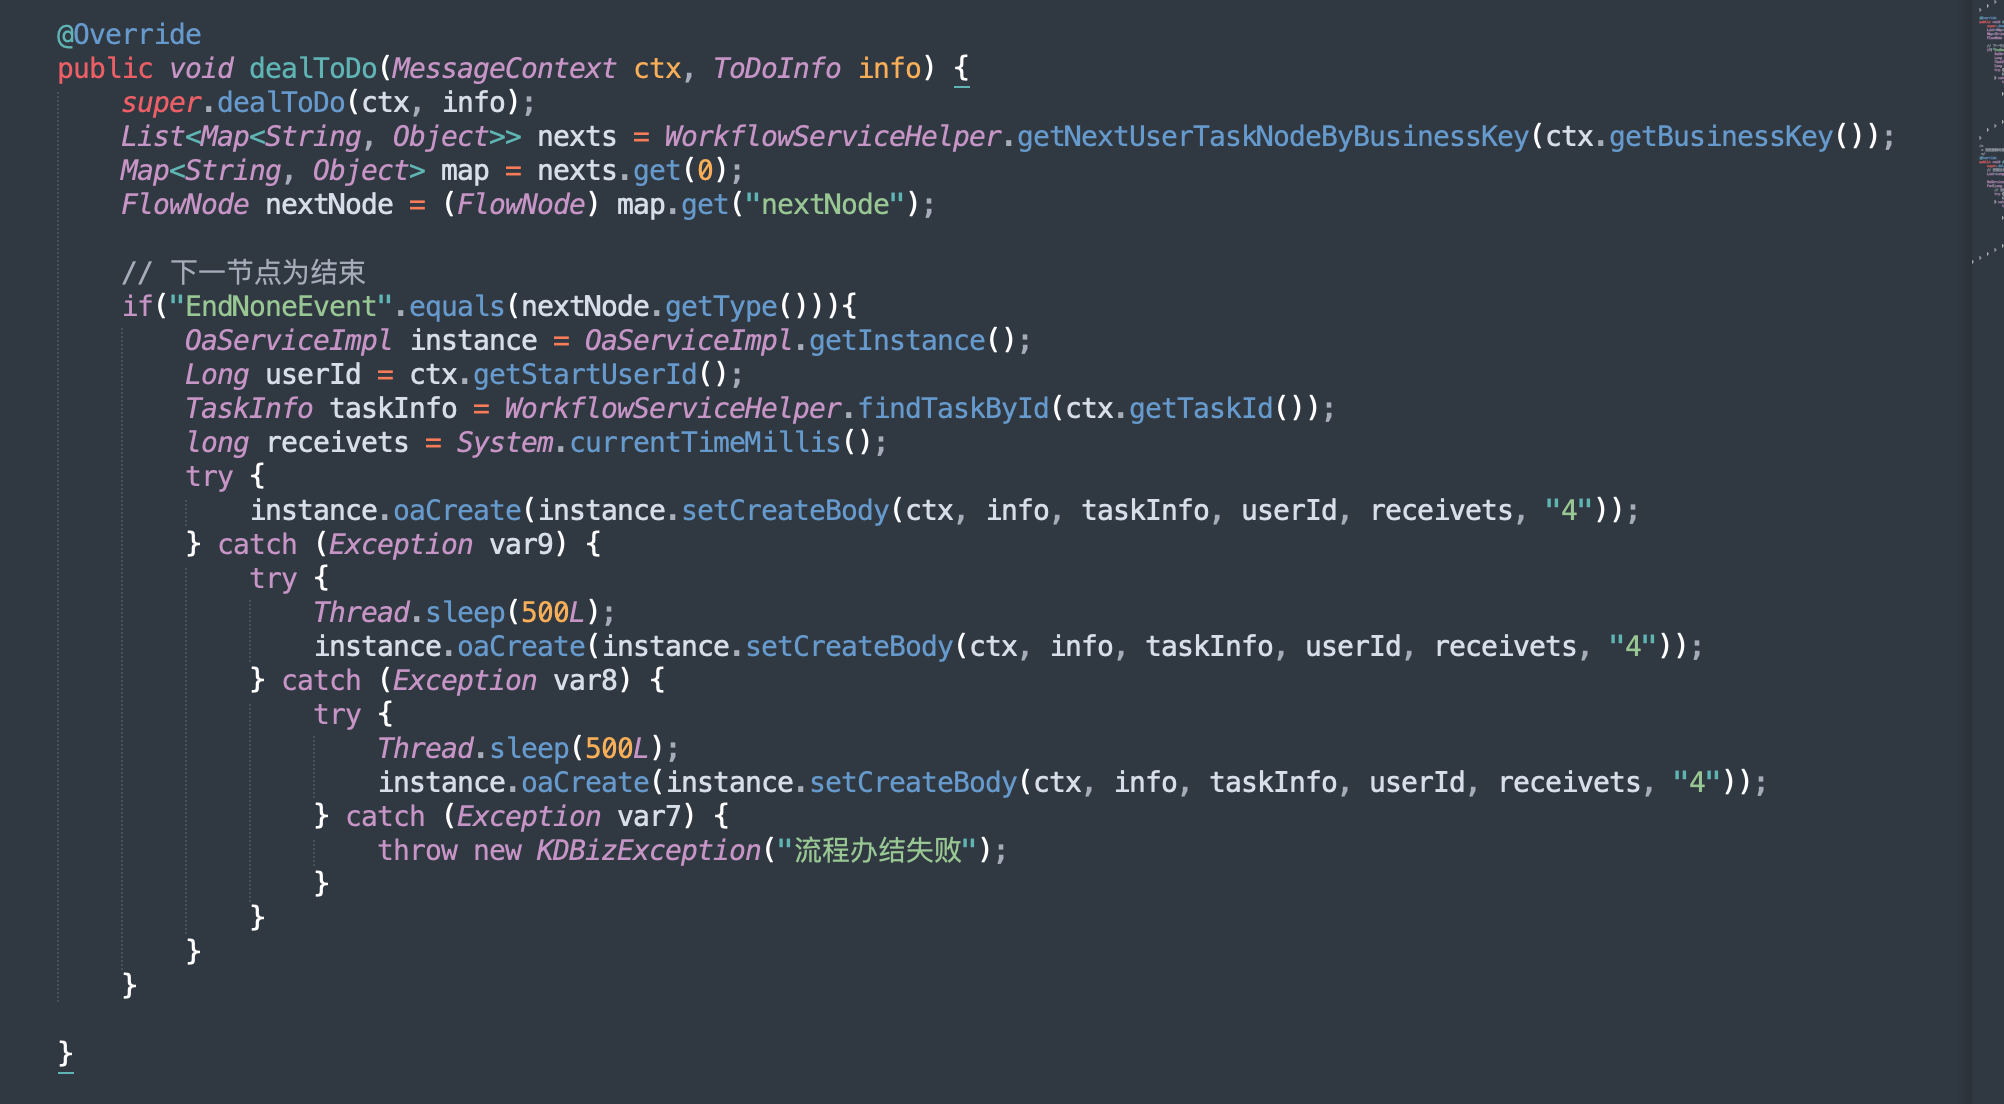 @Override
public void dealToDo(MessageContext ctx, ToDoInfo info) {
    super.dealToDo(ctx, info);
    List<Map<String, Object>> nexts = WorkflowServiceHelper.getNextUserTaskNodeByBusinessKey(ctx.getBusinessKey());
    Map<String, Object> map = nexts.get(0);
    FlowNode nextNode = (FlowNode) map.get("nextNode");

    // 下一节点为结束
    if("EndNoneEvent".equals(nextNode.getType())){
        OaServiceImpl instance = OaServiceImpl.getInstance();
        Long userId = ctx.getStartUserId();
        TaskInfo taskInfo = WorkflowServiceHelper.findTaskById(ctx.getTaskId());
        long receivets = System.currentTimeMillis();
        try {
            instance.oaCreate(instance.setCreateBody(ctx, info, taskInfo, userId, receivets, "4"));
        } catch (Exception var9) {
            try {
                Thread.sleep(500L);
                instance.oaCreate(instance.setCreateBody(ctx, info, taskInfo, userId, receivets, "4"));
            } catch (Exception var8) {
                try {
                    Thread.sleep(500L);
                    instance.oaCreate(instance.setCreateBody(ctx, info, taskInfo, userId, receivets, "4"));
                } catch (Exception var7) {
                    throw new KDBizException("流程办结失败");
                }
            }
        }
    }

}